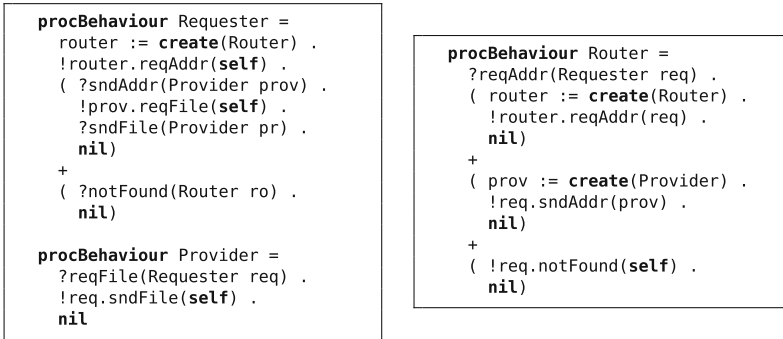 procBehaviour Requester =
router := create(Router) .
!router.reqAddr(self) .
( ?sndAddr(Provider prov) .
!prov.reqFile(self) .
?sndFile(Provider pr) .
nil)
+
( ?notFound(Router ro) .
nil)
procBehaviour Provider =
?reqFile(Requester req) .
!req.sndFile(self) .
nil
procBehaviour Router =
?reqAddr(Requester req) .
( router := create(Router) .
!router.reqAddr(req) .
nil)
+
( prov := create(Provider) .
!req.sndAddr(prov) .
nil)
+
( !req.notFound(self) .
nil)